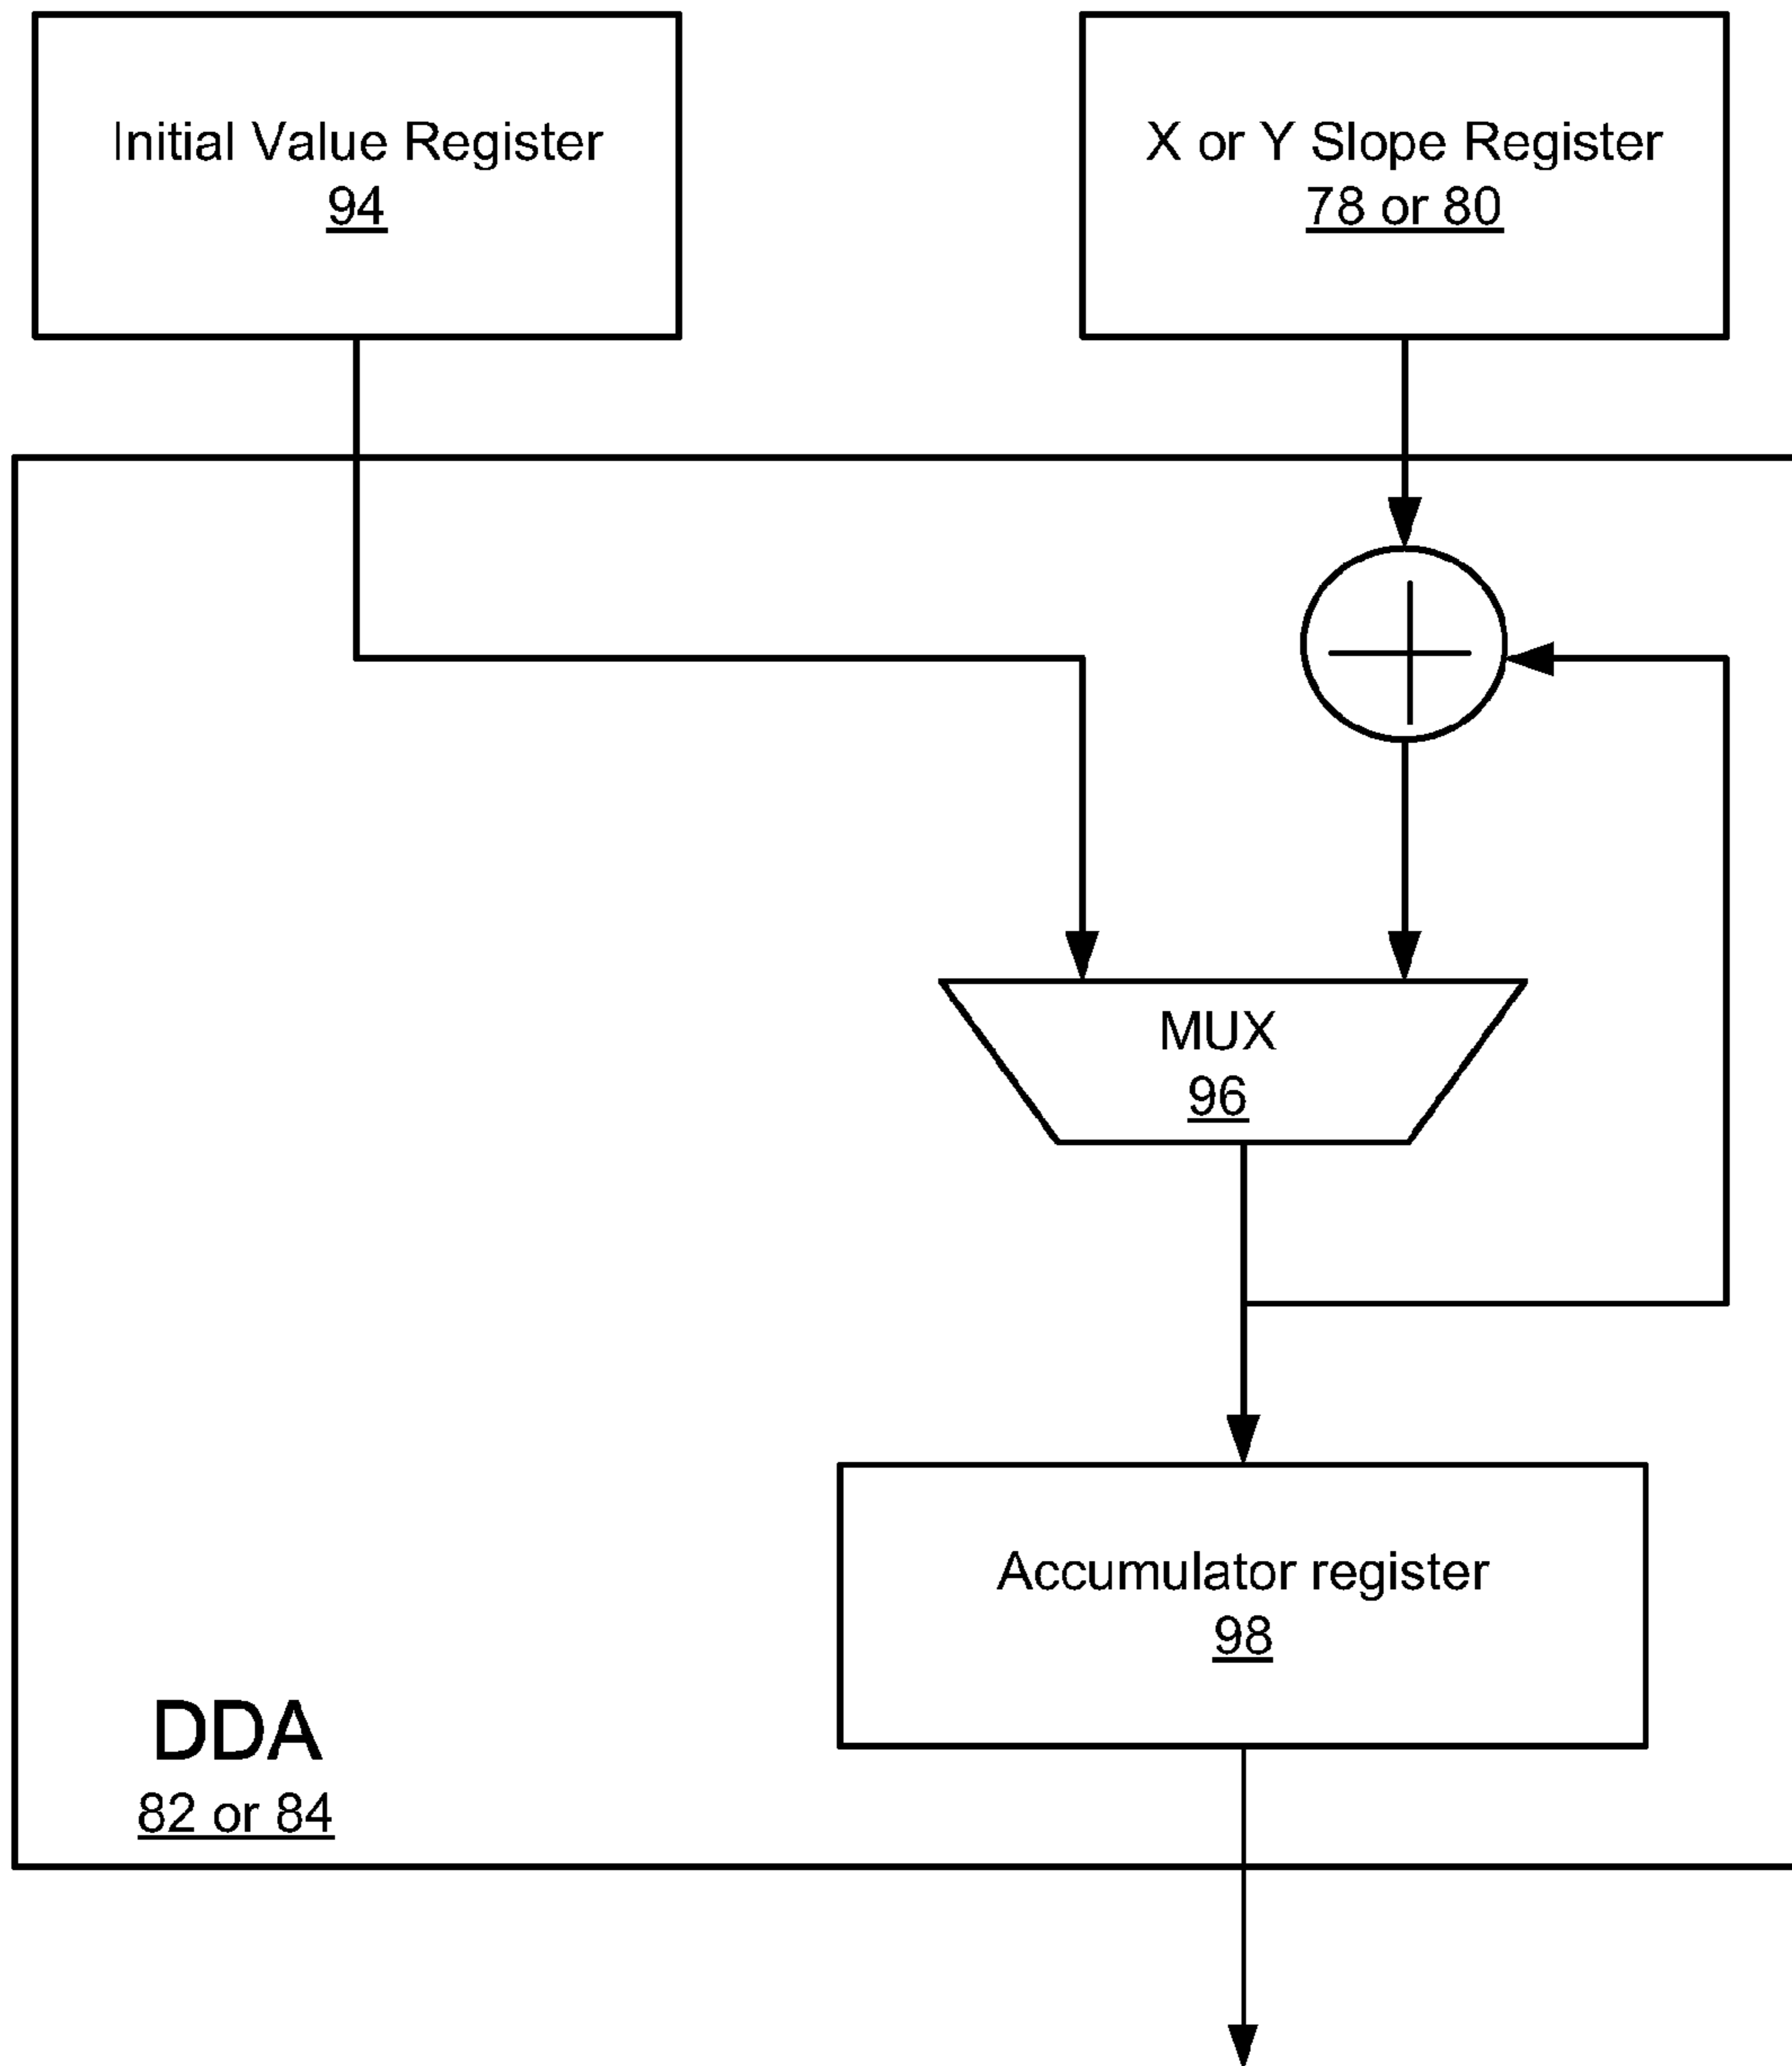 Initial Value Register
94
X or Y Slope Register
78 or 80
MUX
96
Accumulator register
98
DDA
82 or 84